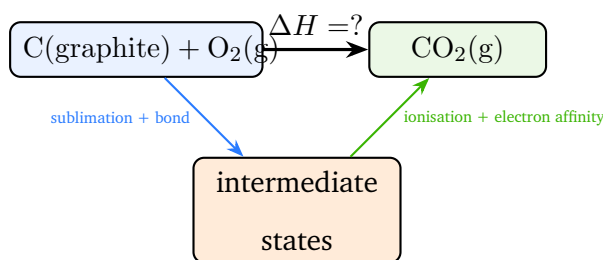 ΔH =?
C(graphite) + O₂(g)
CO₂(g)
sublimation + bond
ionisation + electron affinity
intermediate
states